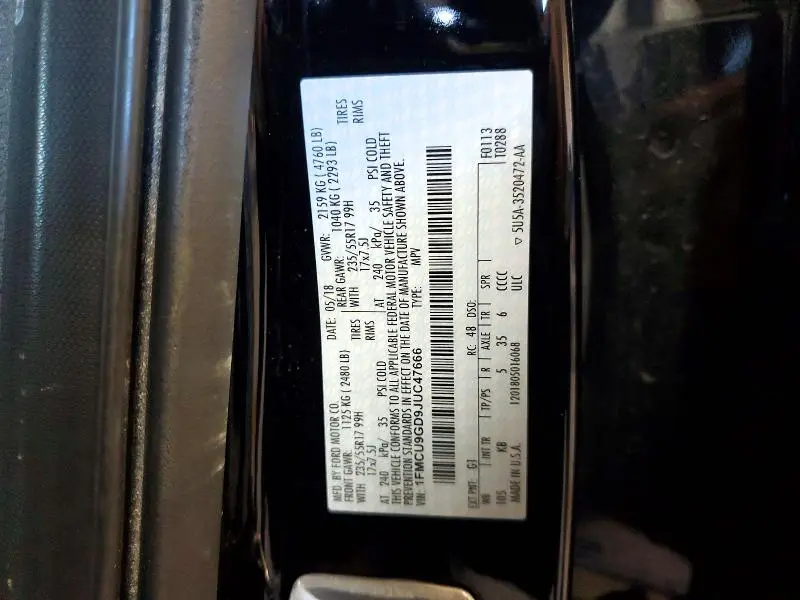 MFD. BY FORD MOTOR CO. DATE: 05/18 GVWR: 2159 KG ( 4760 LB)
FRONT GAWR: 1125 KG ( 2480 LB) REAR GAWR: 1040 KG ( 2293 LB)
235/55R17 99H TIRES WITH 235/55R17 99H TIRES
17x7.5J RIMS 17x7.5J RIMS
AT 240 kPa/ 35 PSI COLD AT 240 kPa/ 35 PSI COLD
THIS VEHICLE CONFORMS TO ALL APPLICABLE FEDERAL MOTOR VEHICLE SAFETY AND THEFT
PREVENTION STANDARDS IN EFFECT ON THE DATE OF MANUFACTURE SHOWN ABOVE.
VIN: 1FMCU9GD9JUC47666 TYPE: MPV
EXT PNT: G1 RC: 48 DSO: F0113
WB INT TR TP/PS R AXLE TR SPR T0288
105 KB 5 35 6 CCCC
MADE IN U.S.A. 1201805016068 ULC ▽ 5U5A-3520472-AA